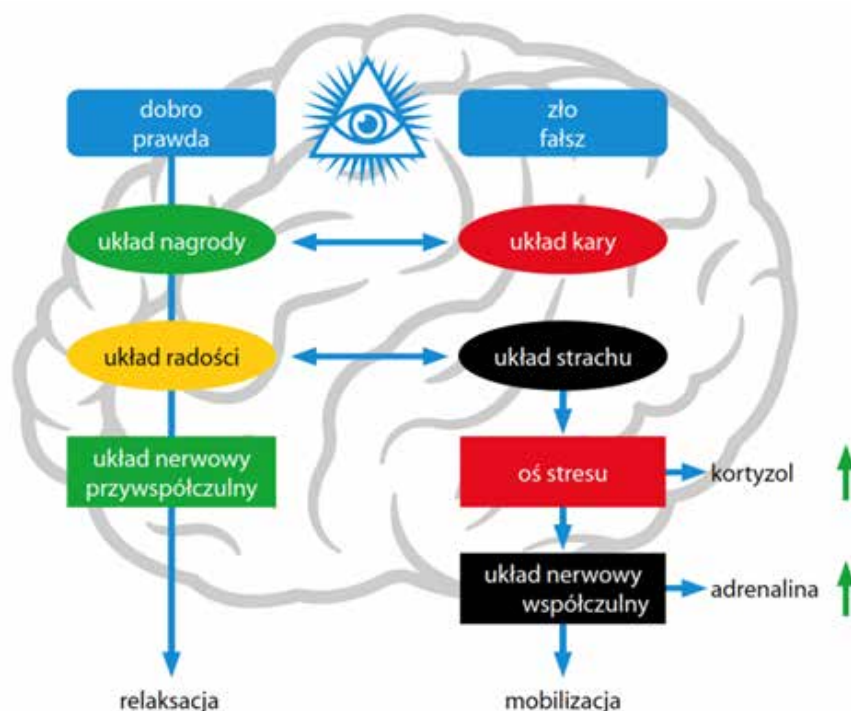 dobro
prawda
zło
fałsz
układ nagrody
układ kary
układ radości
układ strachu
układ nerwowy
przywspółczulny
oś stresu
kortyzol
układ nerwowy
współczulny
adrenalina
relaksacja
mobilizacja